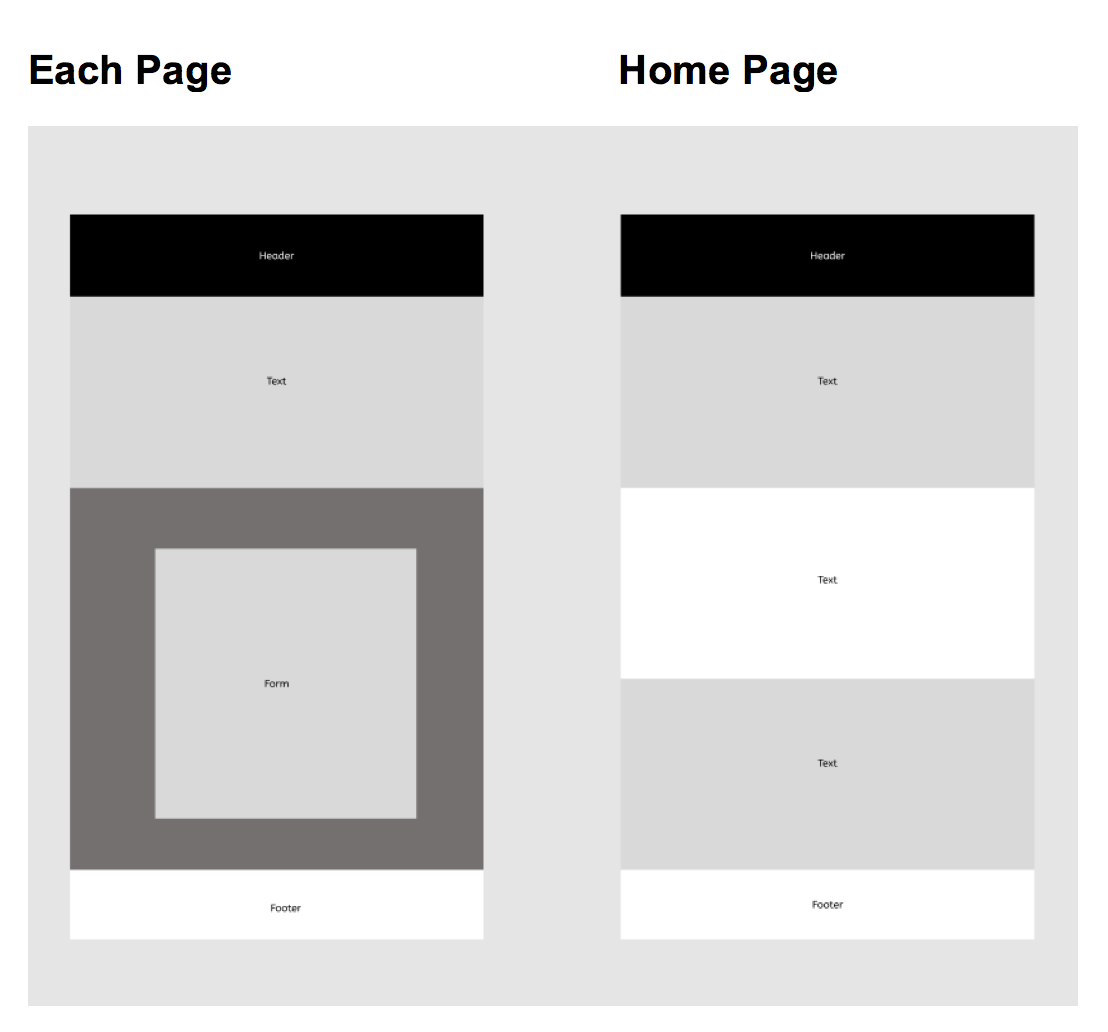 Each Page
Home Page
Header
Text
Form
Footer
Header
Text
Text
Text
Footer